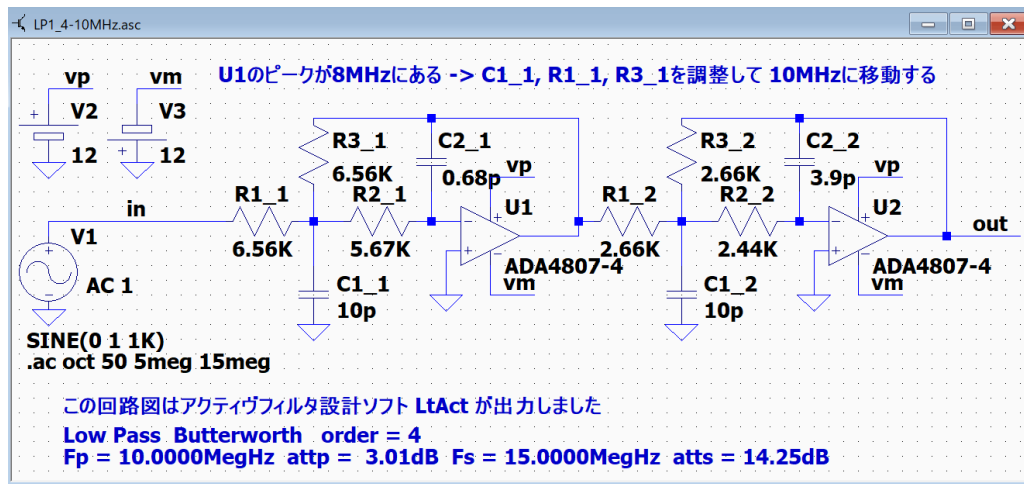 LP1_4-10MHz.asc
U1のピークが8MHzにある -> C1_1, R1_1, R3_1を調整して 10MHzに移動する
vp
vm
V2
V3
12
12
R3_1
6.56K
C2_1
0.68p
vp
R3_2
2.66K
C2_2
3.9p
vp
in
R1_1
6.56K
R2_1
5.67K
U1
ADA4807-4
vm
R1_2
2.66K
R2_2
2.44K
U2
ADA4807-4
vm
out
V1
AC 1
C1_1
10p
C1_2
10p
SINE(0 1 1K)
.ac oct 50 5meg 15meg
この回路図はアクティヴフィルタ設計ソフト LtAct が出力しました
Low Pass Butterworth order = 4
Fp = 10.0000MegHz attp = 3.01dB Fs = 15.0000MegHz atts = 14.25dB